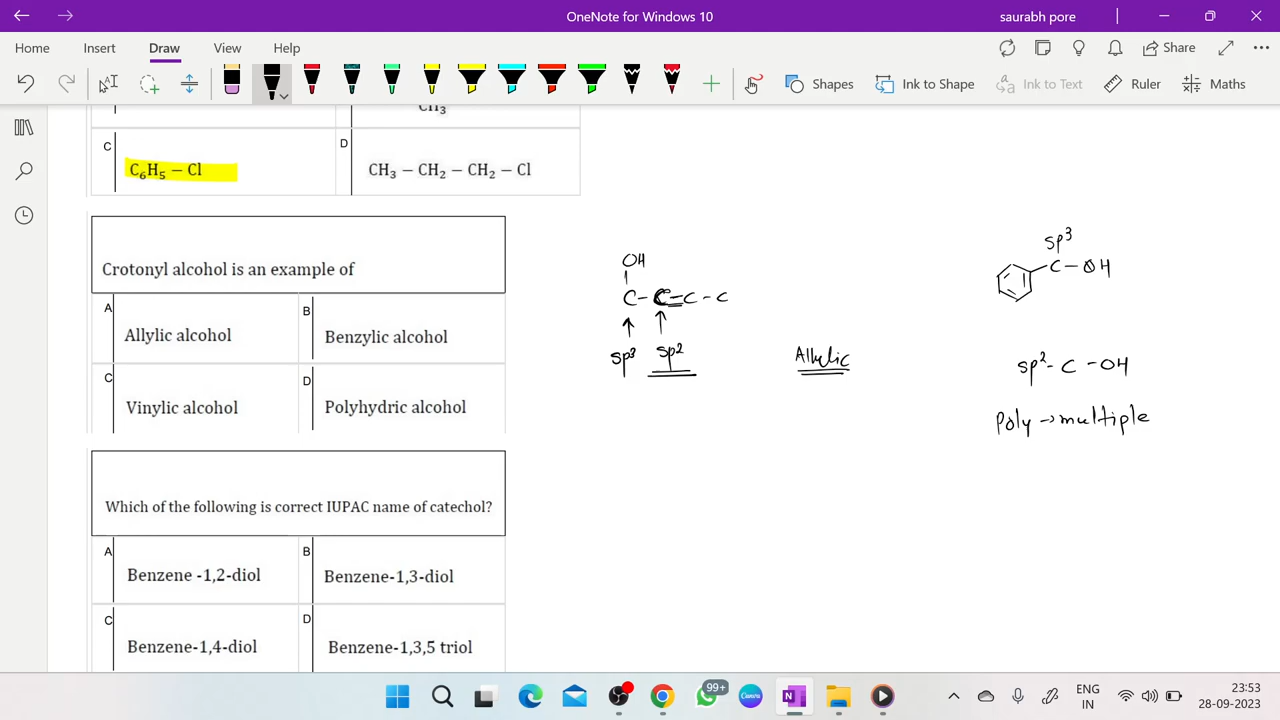 OneNote for Windows 10
saurabh pore
Home Insert Draw View Help
Share
Shapes
Ink to Shape
Ink to Text
Ruler
Maths
CH₃
C
C₆H₅ − Cl
D
CH₃ − CH₂ − CH₂ − Cl
Crotonyl alcohol is an example of
A
Allylic alcohol
B
Benzylic alcohol
C
Vinylic alcohol
D
Polyhydric alcohol
OH
C - C = C - C
sp³ sp²
Allylic
sp³
C - OH
sp² - C - OH
Poly → multiple
Which of the following is correct IUPAC name of catechol?
A
Benzene -1,2-diol
B
Benzene-1,3-diol
C
Benzene-1,4-diol
D
Benzene-1,3,5 triol
99+
Canva
ENG
IN
23:53
28-09-2023